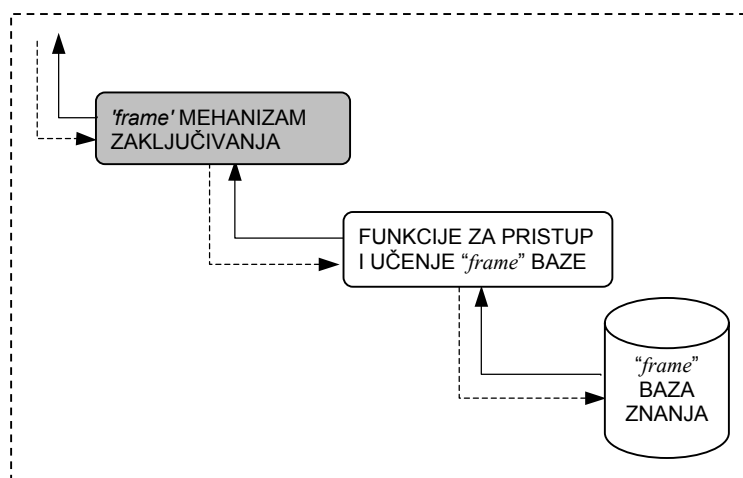 'frame' MEHANIZAM
ZAKLJUČIVANJA
FUNKCIJE ZA PRISTUP
I UČENJE “frame” BAZE
“frame”
BAZA
ZNANJA